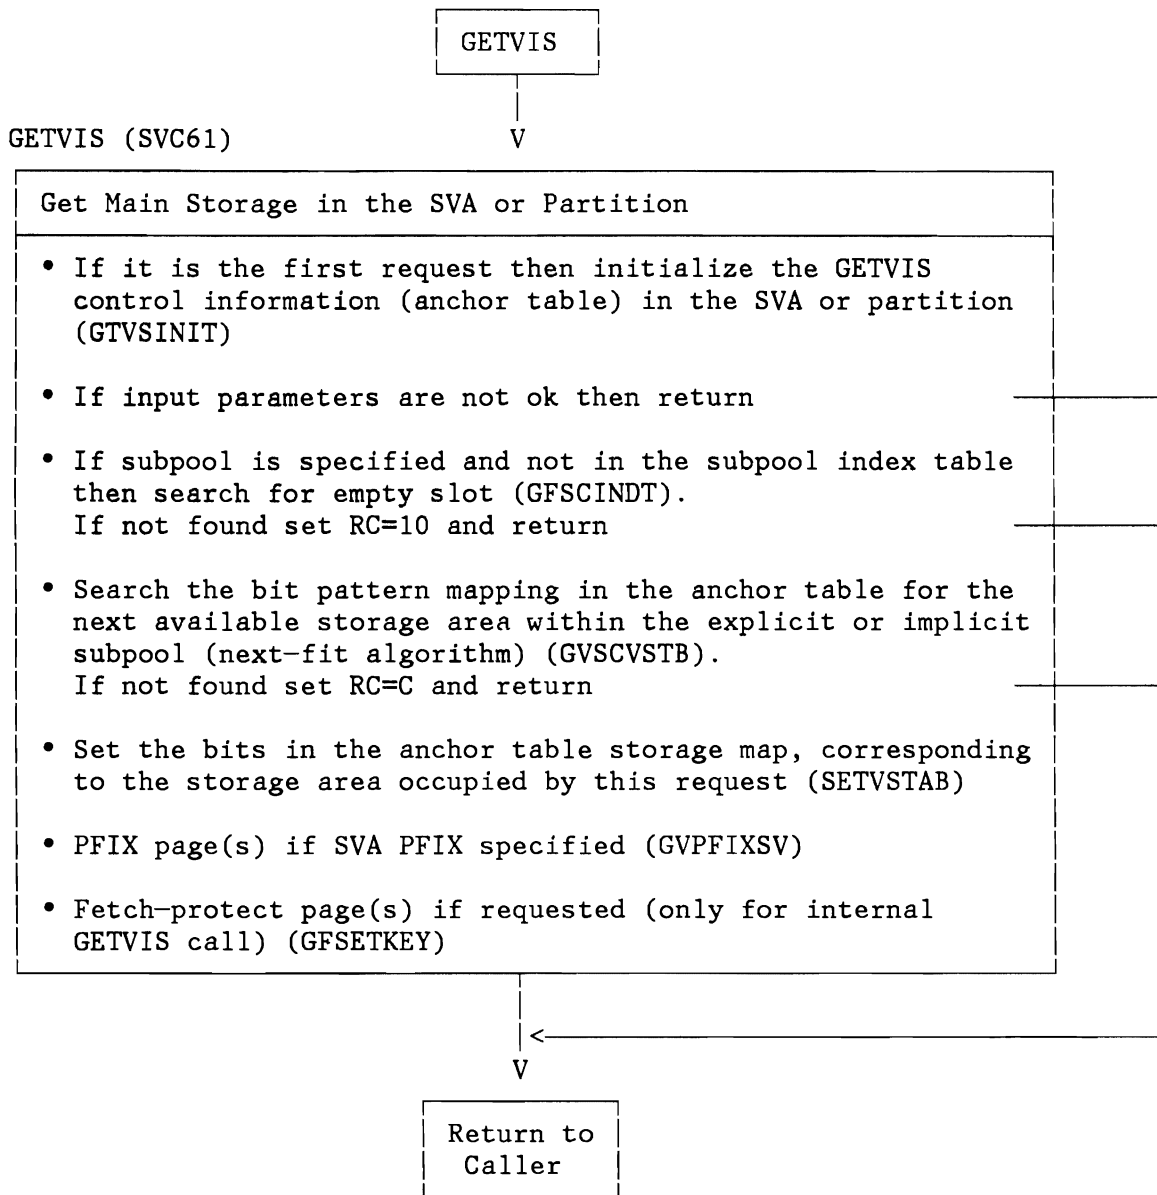 GETVIS
V
GETVIS (SVC61)
Get Main Storage in the SVA or Partition
• If it is the first request then initialize the GETVIS
control information (anchor table) in the SVA or partition
(GTVSINIT)
• If input parameters are not ok then return
• If subpool is specified and not in the subpool index table
then search for empty slot (GFSCINDT).
If not found set RC=10 and return
• Search the bit pattern mapping in the anchor table for the
next available storage area within the explicit or implicit
subpool (next-fit algorithm) (GVSCVSTB).
If not found set RC=C and return
• Set the bits in the anchor table storage map, corresponding
to the storage area occupied by this request (SETVSTAB)
• PFIX page(s) if SVA PFIX specified (GVPFIXSV)
• Fetch-protect page(s) if requested (only for internal
GETVIS call) (GFSETKEY)
<
V
Return to
Caller